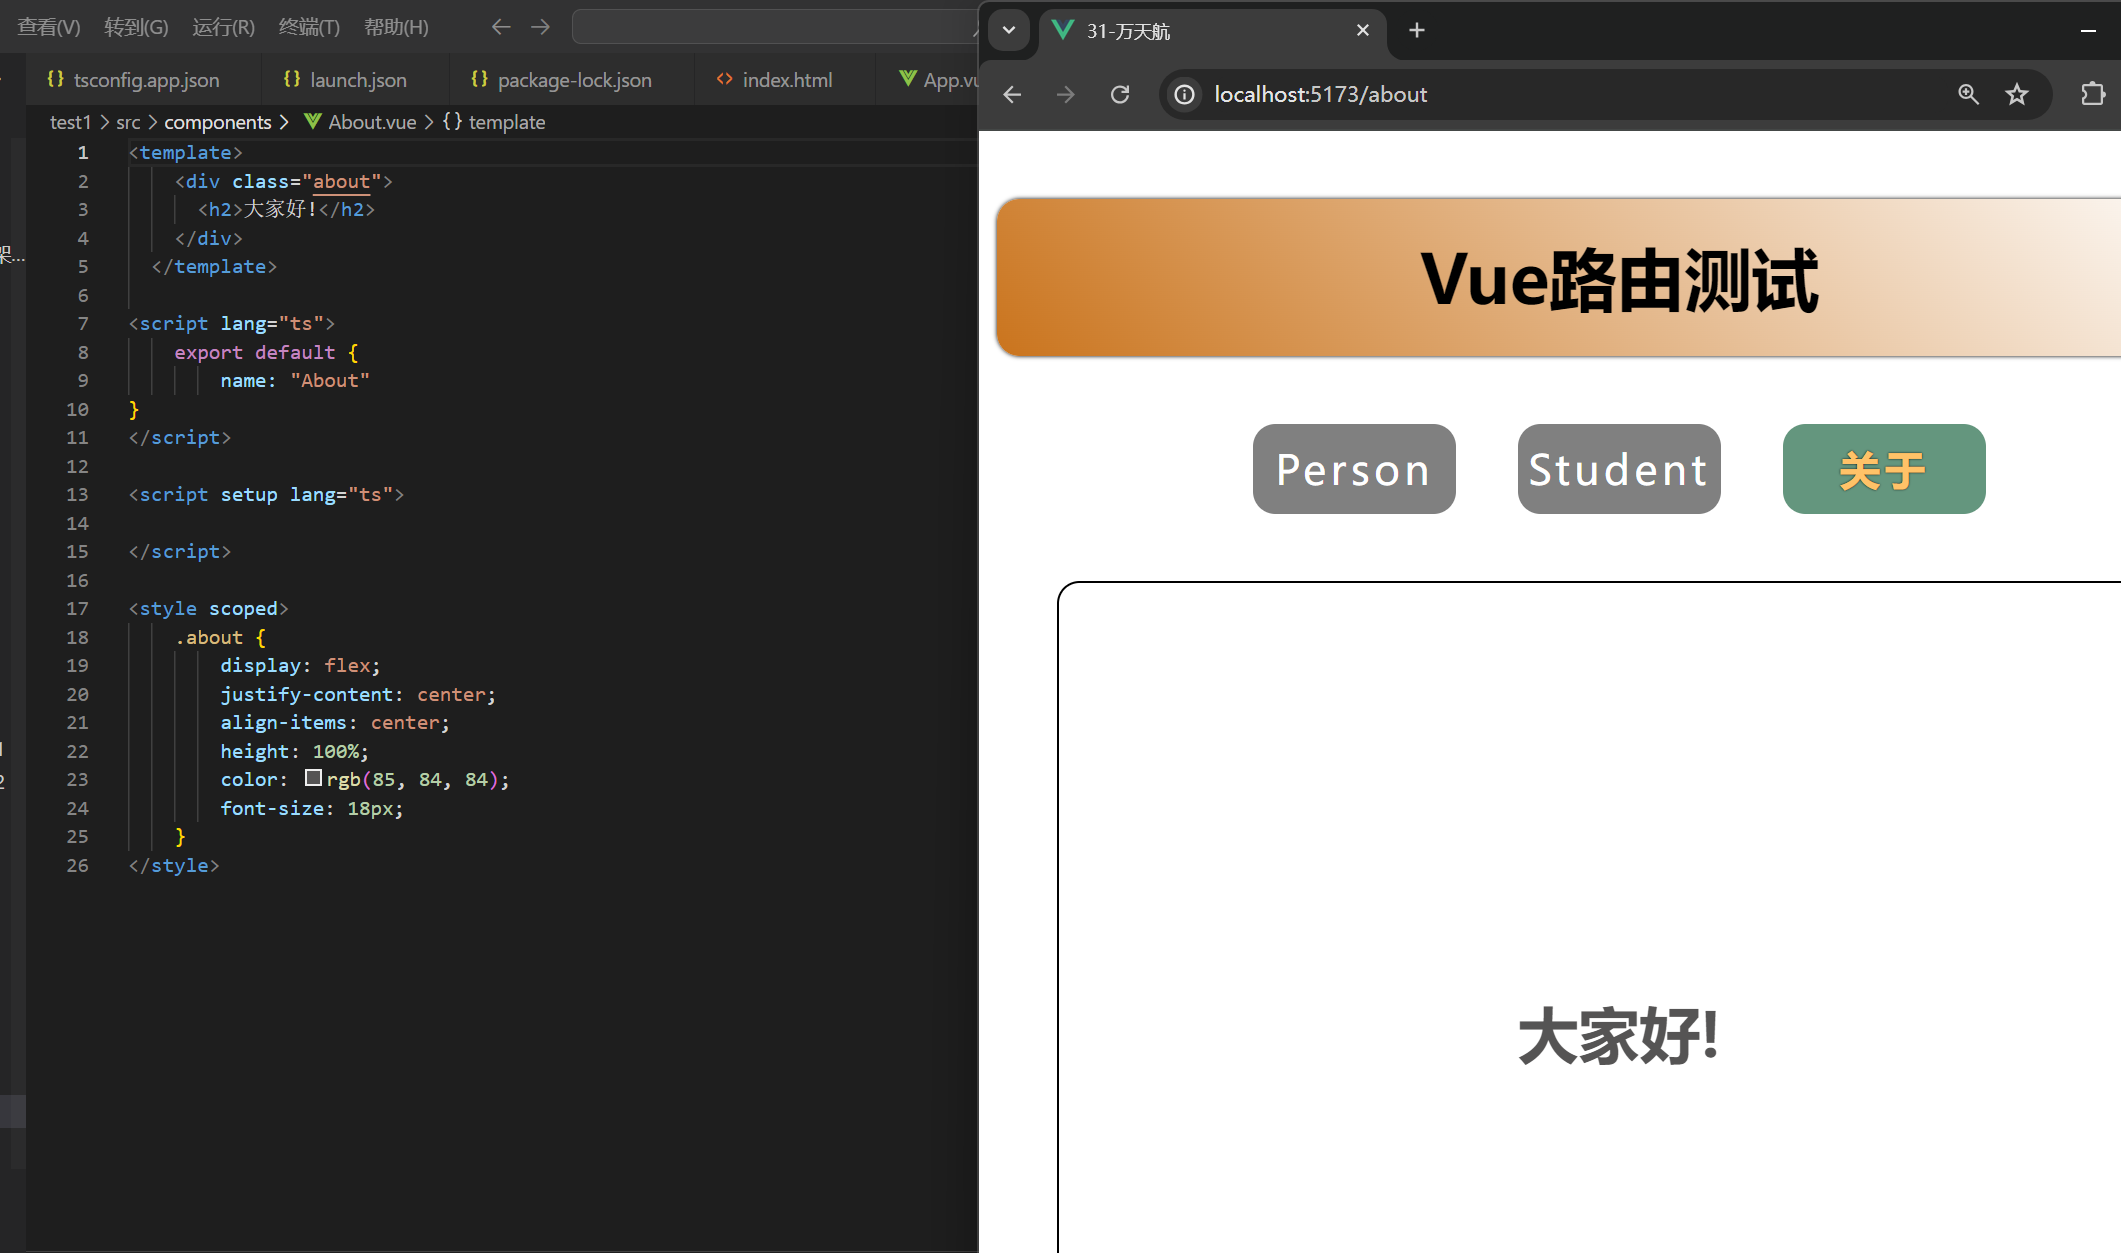 查看(V) 转到(G) 运行(R) 终端(T) 帮助(H)
tsconfig.app.json launch.json package-lock.json index.html App.vu
test1 > src > components > About.vue > {} template
架...
1 <template>
2 <div class="about">
3 <h2>大家好!</h2>
4 </div>
5 </template>
6
7 <script lang="ts">
8 export default {
9 name: "About"
10 }
11 </script>
12
13 <script setup lang="ts">
14
15 </script>
16
17 <style scoped>
18 .about {
19 display: flex;
20 justify-content: center;
21 align-items: center;
22 height: 100%;
23 color: rgb(85, 84, 84);
24 font-size: 18px;
25 }
26 </style>
31-万天航
localhost:5173/about
Vue路由测试
Person Student 关于
大家好!